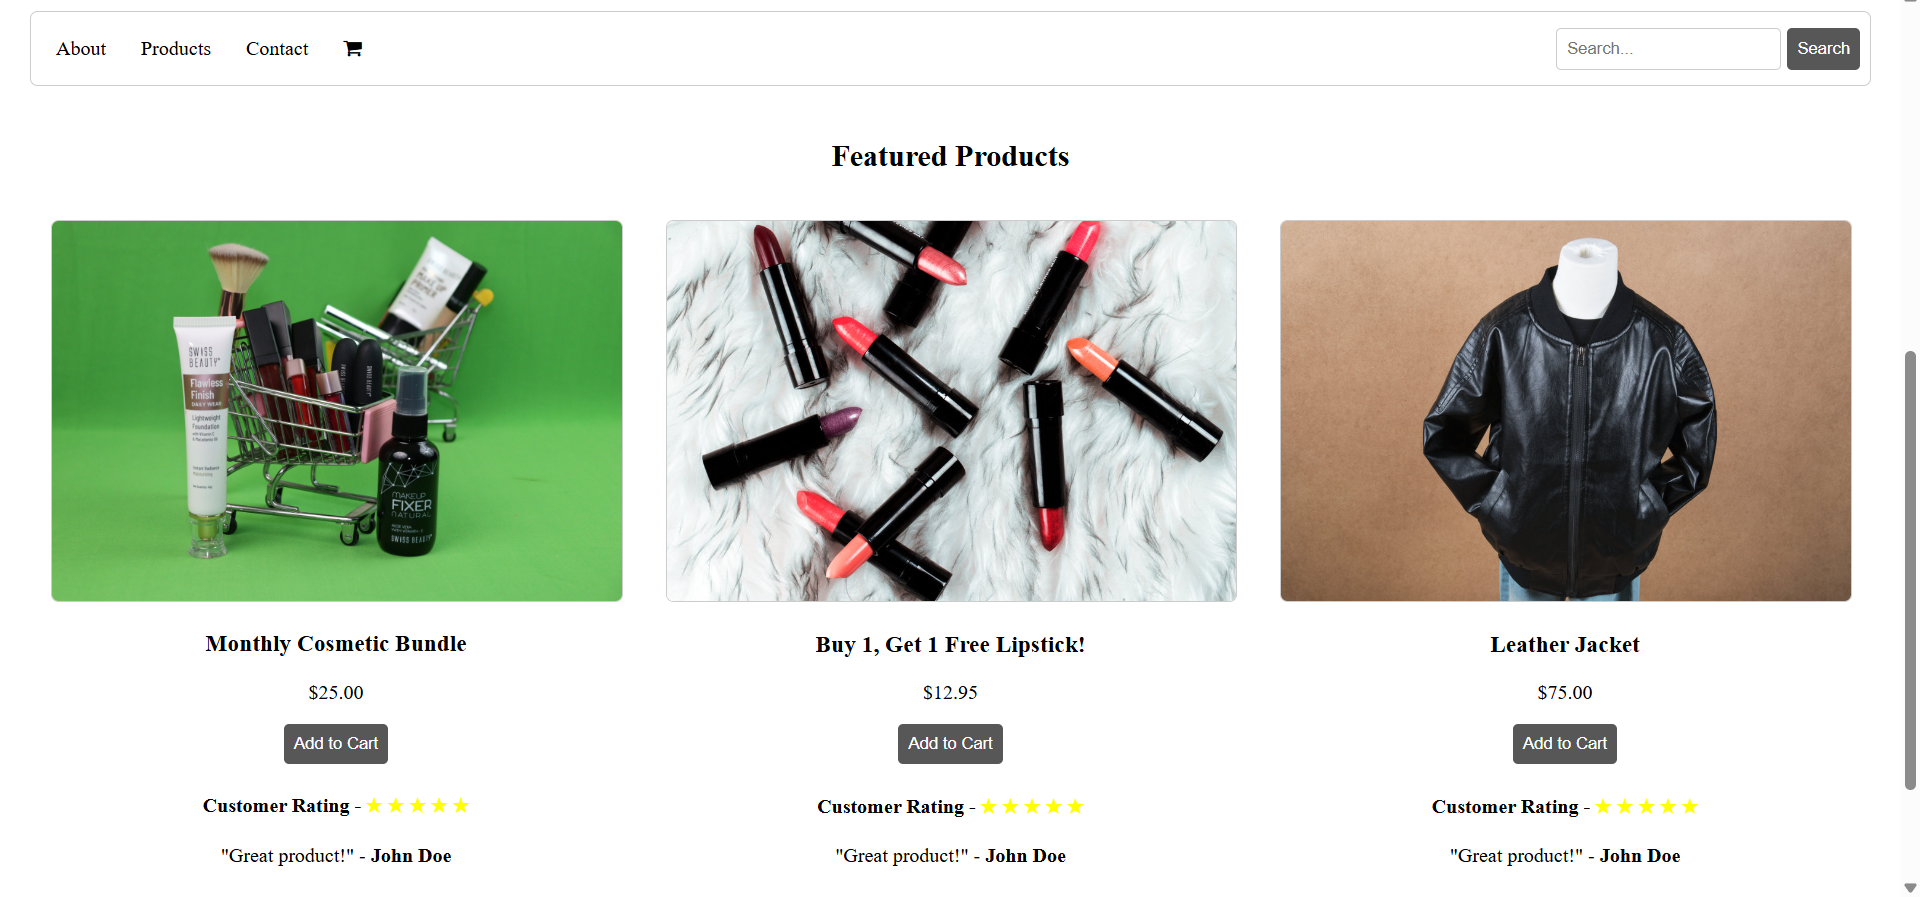 About Products Contact
Search... Search
Featured Products
SWISS
BEAUTY
Flawless
Finish
DAILY WEAR
Lightweight
Foundation
MAKEUP
FIXER
NATURAL
SWISS BEAUTY
Monthly Cosmetic Bundle
$25.00
Add to Cart
Customer Rating - ★★★★★
"Great product!" - John Doe
Buy 1, Get 1 Free Lipstick!
$12.95
Add to Cart
Customer Rating - ★★★★★
"Great product!" - John Doe
Leather Jacket
$75.00
Add to Cart
Customer Rating - ★★★★★
"Great product!" - John Doe